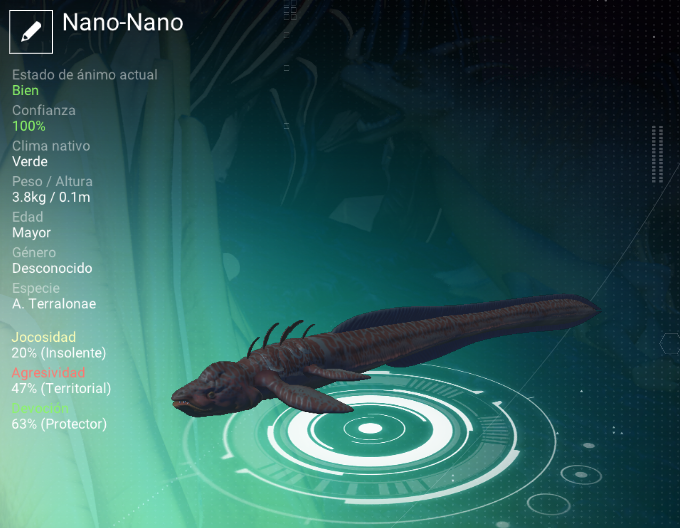 Nano-Nano
Estado de ánimo actual
Bien
Confianza
100%
Clima nativo
Verde
Peso / Altura
3.8kg / 0.1m
Edad
Mayor
Género
Desconocido
Especie
A. Terralonae
Jocosidad
20% (Insolente)
Agresividad
47% (Territorial)
Devoción
63% (Protector)